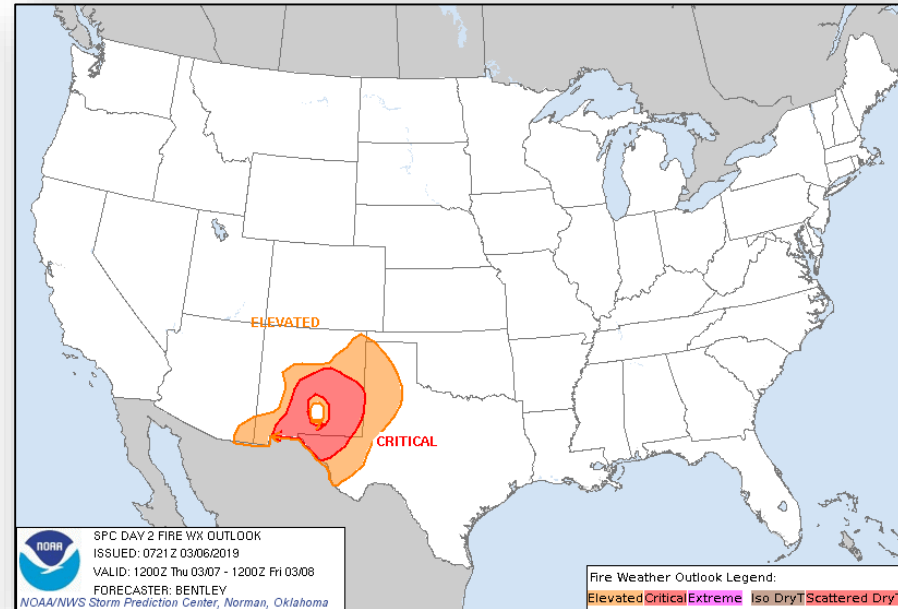 ELEVATED
CRITICAL
NOAA
SPC DAY 2 FIRE WX OUTLOOK
ISSUED: 0721Z 03/06/2019
VALID: 1200Z Thu 03/07 - 1200Z Fri 03/08
FORECASTER: BENTLEY
NOAA/NWS Storm Prediction Center, Norman, Oklahoma
Fire Weather Outlook Legend:
Elevated Critical Extreme Iso DryT Scattered DryT